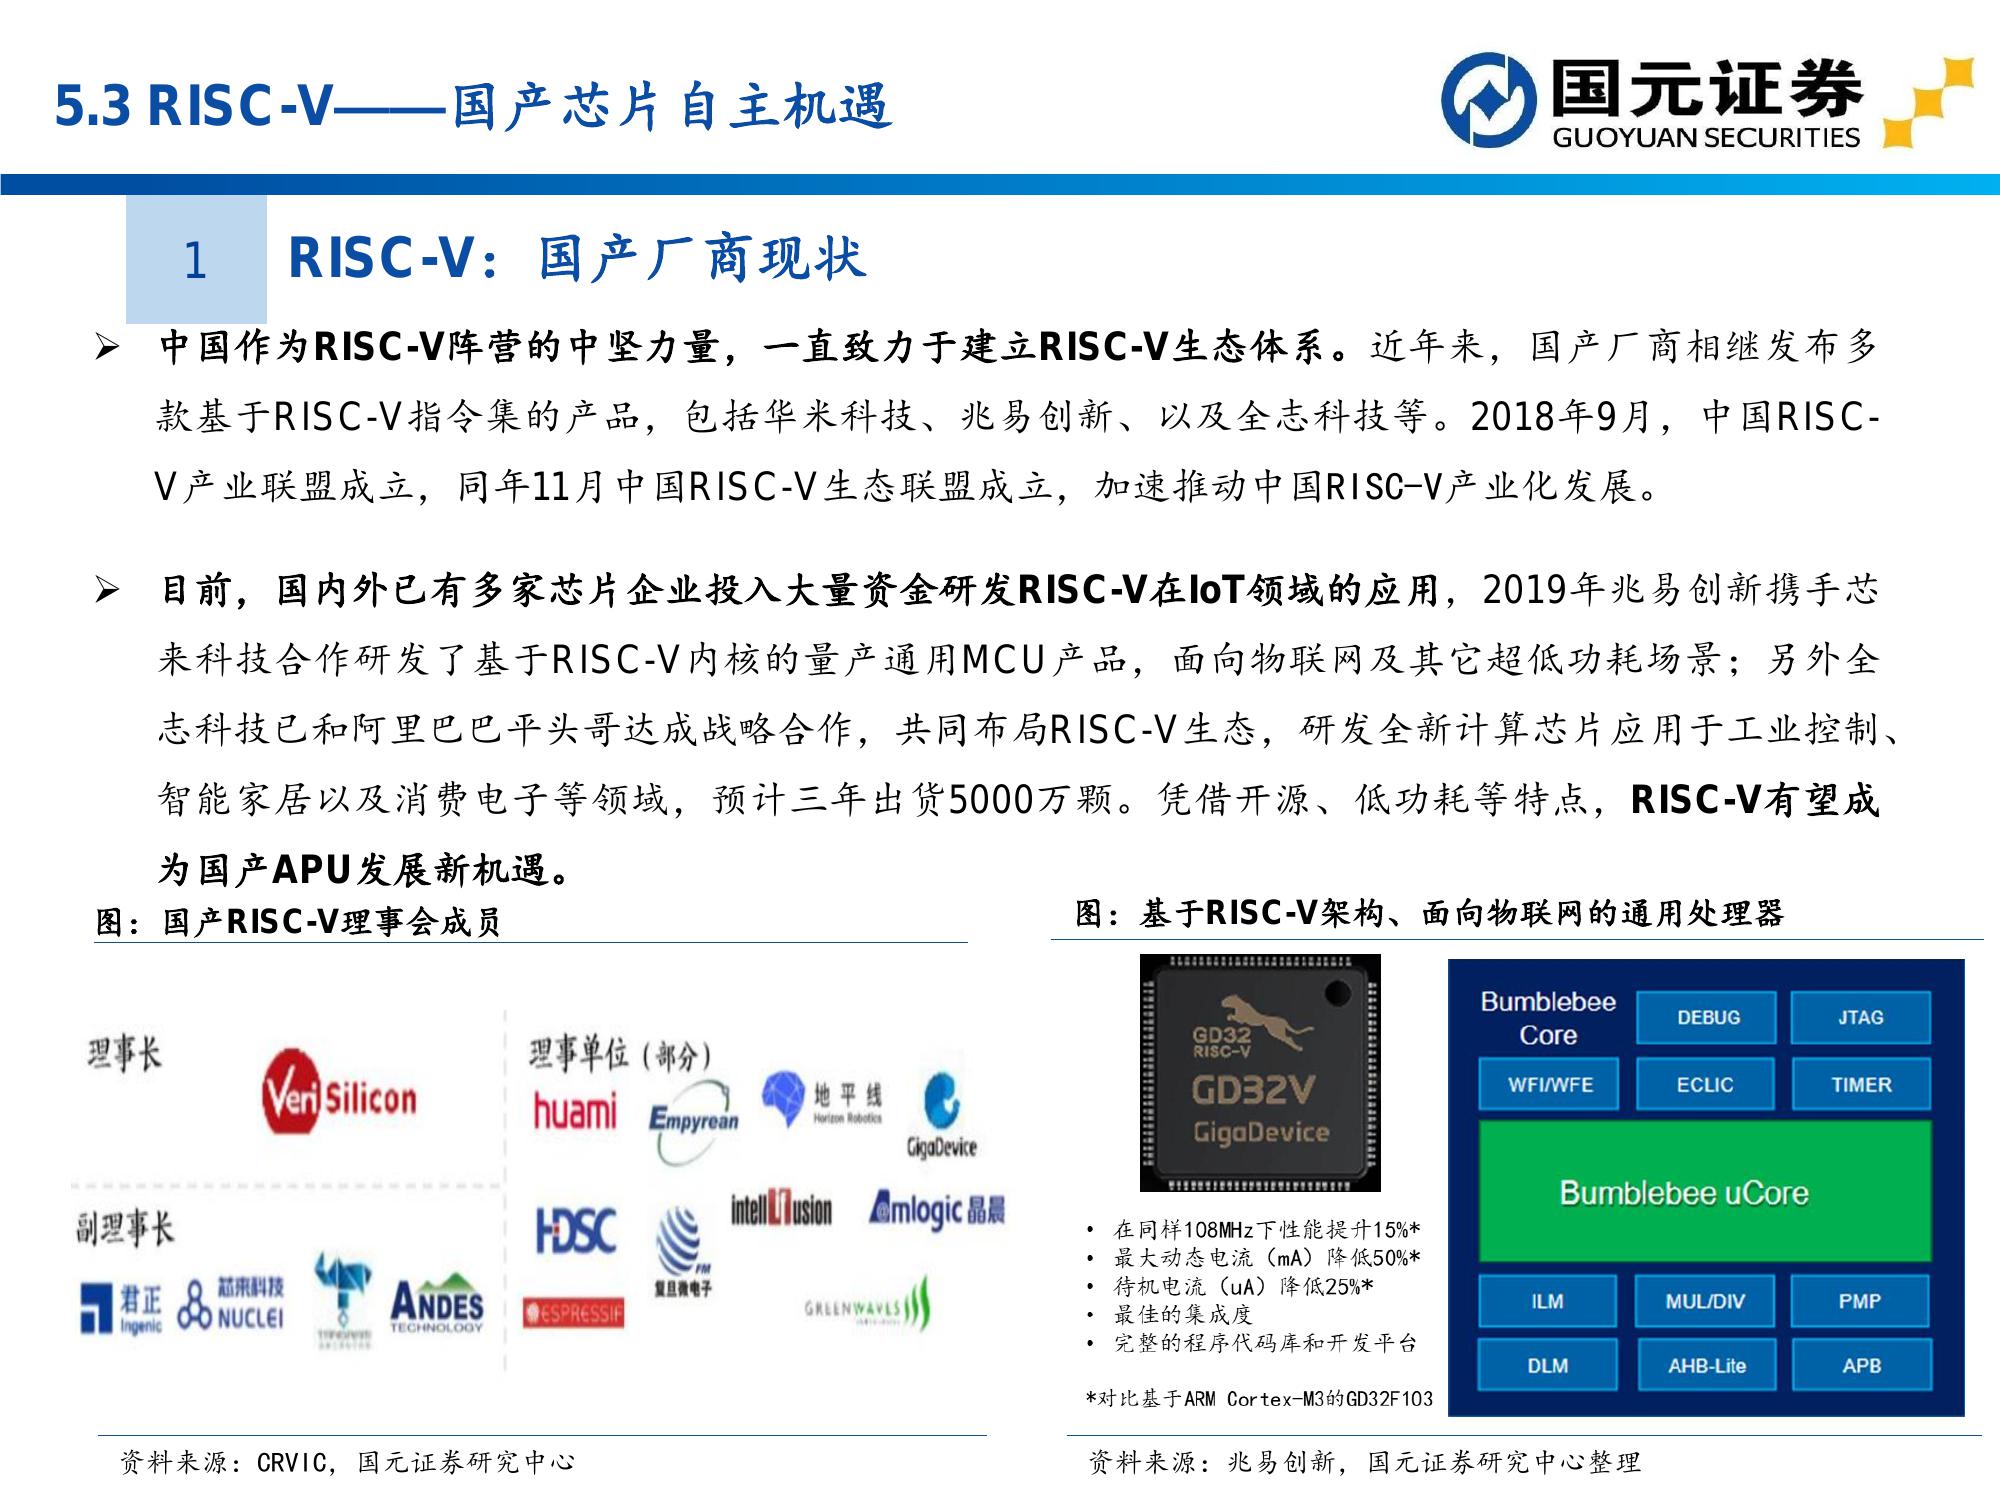 5.3 RISC-V——国产芯片自主机遇
国元证券
GUOYUAN SECURITIES
1
RISC-V：国产厂商现状
➢ 中国作为RISC-V阵营的中坚力量，一直致力于建立RISC-V生态体系。近年来，国产厂商相继发布多
款基于RISC-V指令集的产品，包括华米科技、兆易创新、以及全志科技等。2018年9月，中国RISC-
V产业联盟成立，同年11月中国RISC-V生态联盟成立，加速推动中国RISC-V产业化发展。
➢ 目前，国内外已有多家芯片企业投入大量资金研发RISC-V在IoT领域的应用，2019年兆易创新携手芯
来科技合作研发了基于RISC-V内核的量产通用MCU产品，面向物联网及其它超低功耗场景；另外全
志科技已和阿里巴巴平头哥达成战略合作，共同布局RISC-V生态，研发全新计算芯片应用于工业控制、
智能家居以及消费电子等领域，预计三年出货5000万颗。凭借开源、低功耗等特点，RISC-V有望成
为国产APU发展新机遇。
图：国产RISC-V理事会成员
理事长
VeriSilicon
副理事长
君正
Ingenic
芯来科技
NUCLEI
ANDES
TECHNOLOGY
理事单位（部分）
huami
Empyrean
地平线
Horizon Robotics
GigaDevice
HDSC
FM
复旦微电子
intellifusion
Amlogic 晶晨
ESPRESSIF
GREENWAVES
资料来源：CRVIC，国元证券研究中心
图：基于RISC-V架构、面向物联网的通用处理器
GD32
RISC-V
GD32V
GigaDevice
• 在同样108MHz下性能提升15%*
• 最大动态电流（mA）降低50%*
• 待机电流（uA）降低25%*
• 最佳的集成度
• 完整的程序代码库和开发平台
*对比基于ARM Cortex-M3的GD32F103
Bumblebee
Core
DEBUG
JTAG
WFI/WFE
ECLIC
TIMER
Bumblebee uCore
ILM
MUL/DIV
PMP
DLM
AHB-Lite
APB
资料来源：兆易创新，国元证券研究中心整理